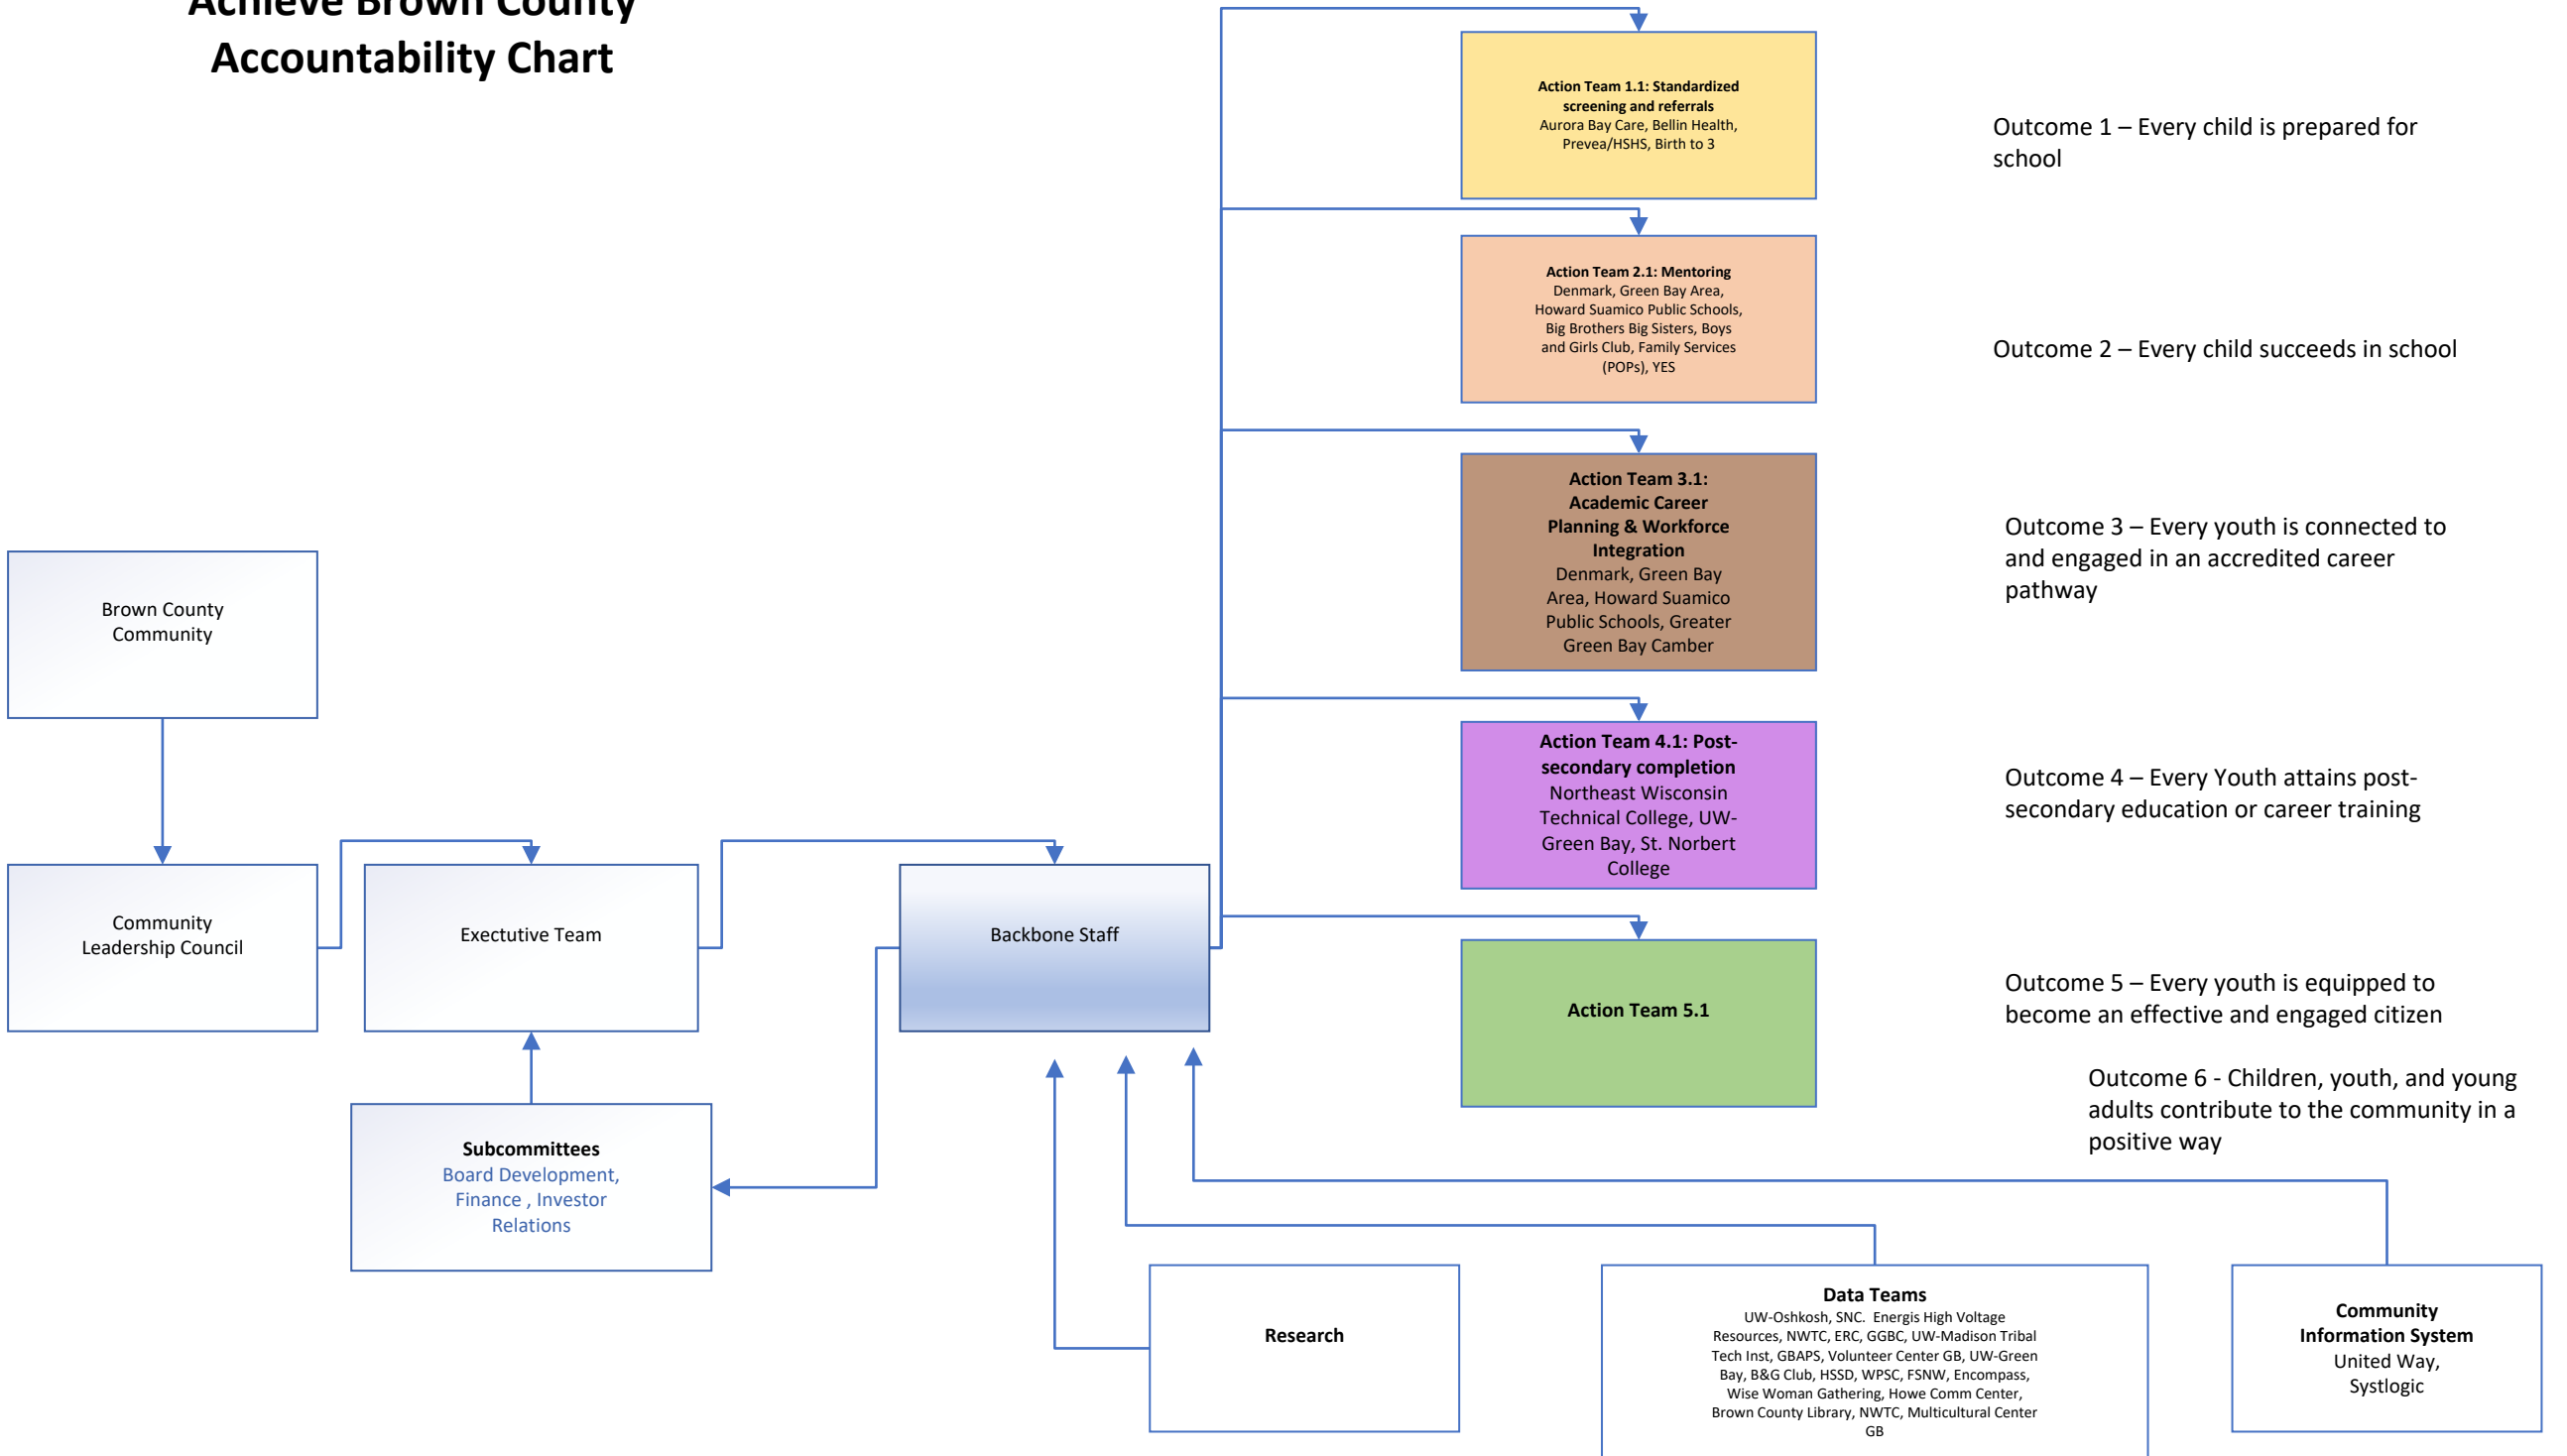 Achieve Brown County
Accountability Chart
Action Team 1.1: Standardized
screening and referrals
Aurora Bay Care, Bellin Health,
Prevea/HSHS, Birth to 3
Outcome 1 – Every child is prepared for
school
Action Team 2.1: Mentoring
Denmark, Green Bay Area,
Howard Suamico Public Schools,
Big Brothers Big Sisters, Boys
and Girls Club, Family Services
(POPs), YES
Outcome 2 – Every child succeeds in school
Action Team 3.1:
Academic Career
Planning & Workforce
Integration
Denmark, Green Bay
Area, Howard Suamico
Public Schools, Greater
Green Bay Camber
Outcome 3 – Every youth is connected to
and engaged in an accredited career
pathway
Brown County
Community
Action Team 4.1: Post-
secondary completion
Northeast Wisconsin
Technical College, UW-
Green Bay, St. Norbert
College
Outcome 4 – Every Youth attains post-
secondary education or career training
Community
Leadership Council
Exectutive Team
Backbone Staff
Action Team 5.1
Outcome 5 – Every youth is equipped to
become an effective and engaged citizen
Outcome 6 - Children, youth, and young
adults contribute to the community in a
positive way
Subcommittees
Board Development,
Finance , Investor
Relations
Research
Data Teams
UW-Oshkosh, SNC.  Energis High Voltage
Resources, NWTC, ERC, GGBC, UW-Madison Tribal
Tech Inst, GBAPS, Volunteer Center GB, UW-Green
Bay, B&G Club, HSSD, WPSC, FSNW, Encompass,
Wise Woman Gathering, Howe Comm Center,
Brown County Library, NWTC, Multicultural Center
GB
Community
Information System
United Way,
Systlogic